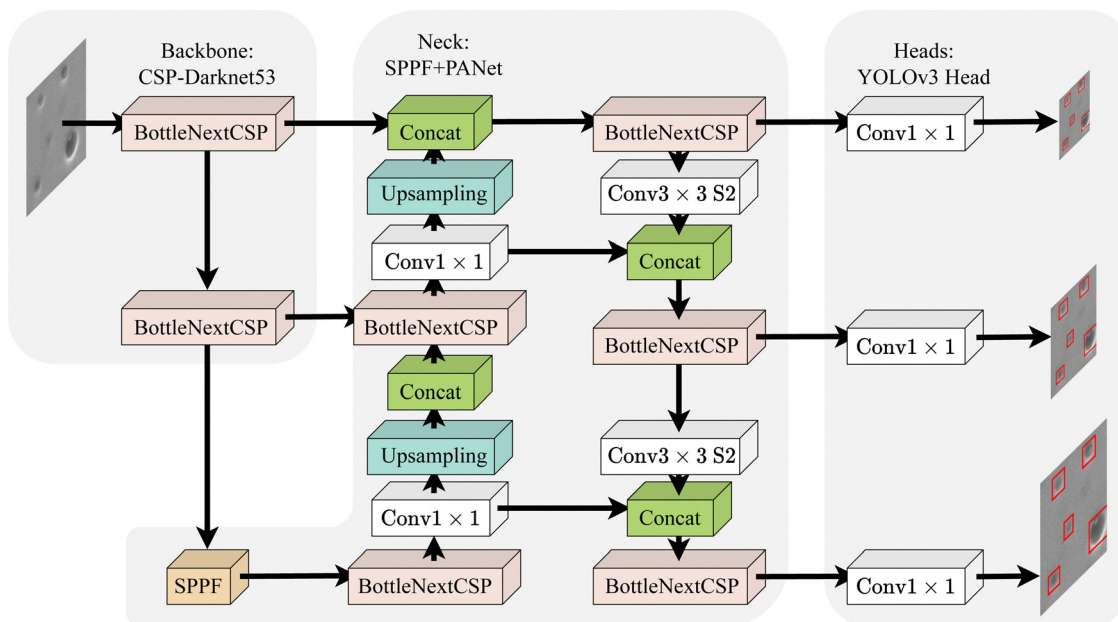 Backbone:
CSP-Darknet53
Neck:
SPPF+PANet
Heads:
YOLOv3 Head
BottleNextCSP
Concat
BottleNextCSP
Conv1 × 1
Upsampling
Conv3 × 3 S2
Conv1 × 1
Concat
BottleNextCSP
BottleNextCSP
BottleNextCSP
Conv1 × 1
Concat
Upsampling
Conv3 × 3 S2
Conv1 × 1
Concat
SPPF
BottleNextCSP
BottleNextCSP
Conv1 × 1